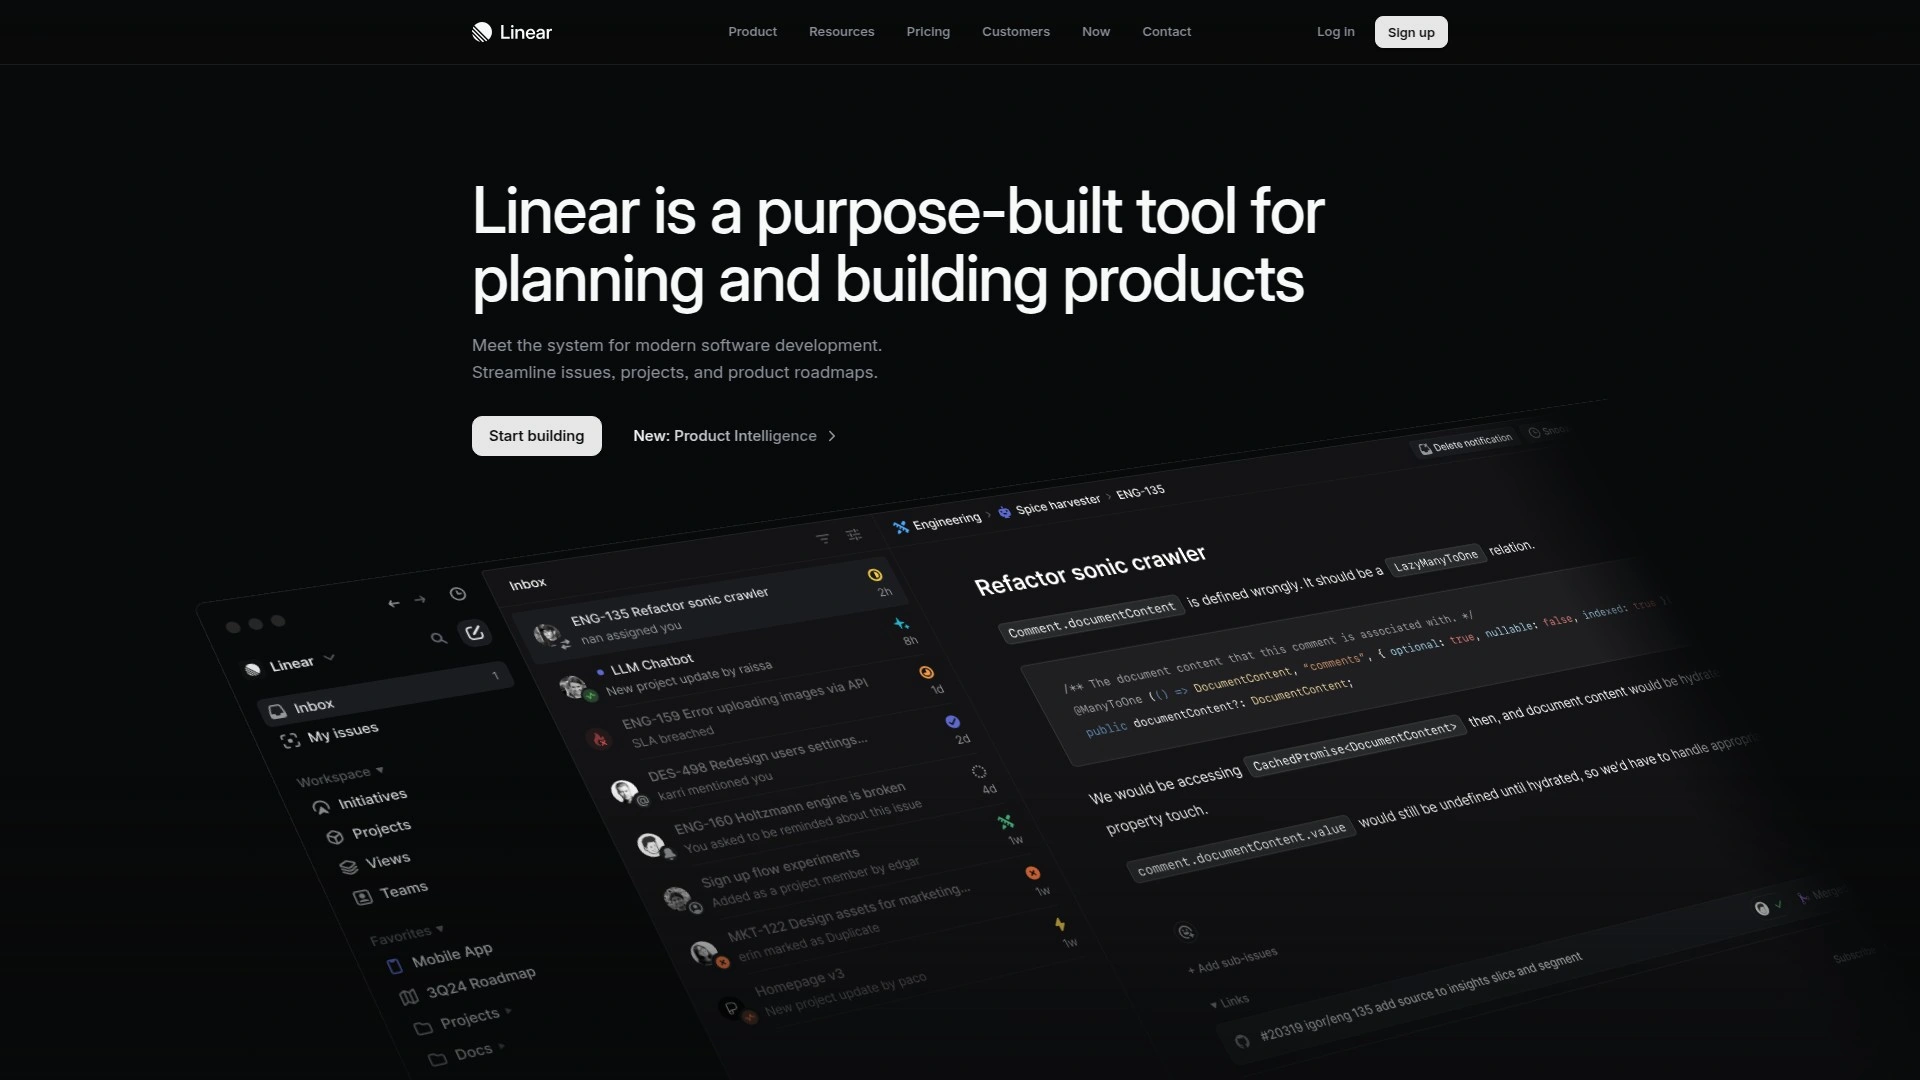 Linear
Product
Resources
Pricing
Customers
Now
Contact
Log in
Sign up
Linear is a purpose-built tool for
planning and building products
Meet the system for modern software development.
Streamline issues, projects, and product roadmaps.
Start building
New: Product Intelligence
Linear
Inbox
1
My issues
Workspace
Initiatives
Projects
Views
Teams
Favorites
Mobile App
3Q24 Roadmap
Projects
Docs
Inbox
ENG-135 Refactor sonic crawler
nan assigned you
2h
LLM Chatbot
New project update by raissa
8h
ENG-159 Error uploading images via API
SLA breached
1d
DES-498 Redesign users settings...
karri mentioned you
2d
ENG-160 Holtzmann engine is broken
You asked to be reminded about this issue
4d
Sign up flow experiments
Added as a project member by edgar
1w
MKT-122 Design assets for marketing...
erin marked as Duplicate
1w
Homepage v3
New project update by paco
1w
Engineering › Spice harvester › ENG-135
Delete notification
Refactor sonic crawler
Comment.documentContent is defined wrongly. It should be a LazyManyToOne relation.
/** The document content that this comment is associated with. */
@ManyToOne (() => DocumentContent, "comments", { optional: true, nullable: false, indexed: true })
public documentContent?: DocumentContent;
We would be accessing CachedPromise<DocumentContent> then, and document content would be
property touch.
comment.documentContent.value would still be undefined until hydrated, so we'd have to handle
+ Add sub-issues
Links
#20319 igor/eng 135 add source to insights slice and segment
Subscribe